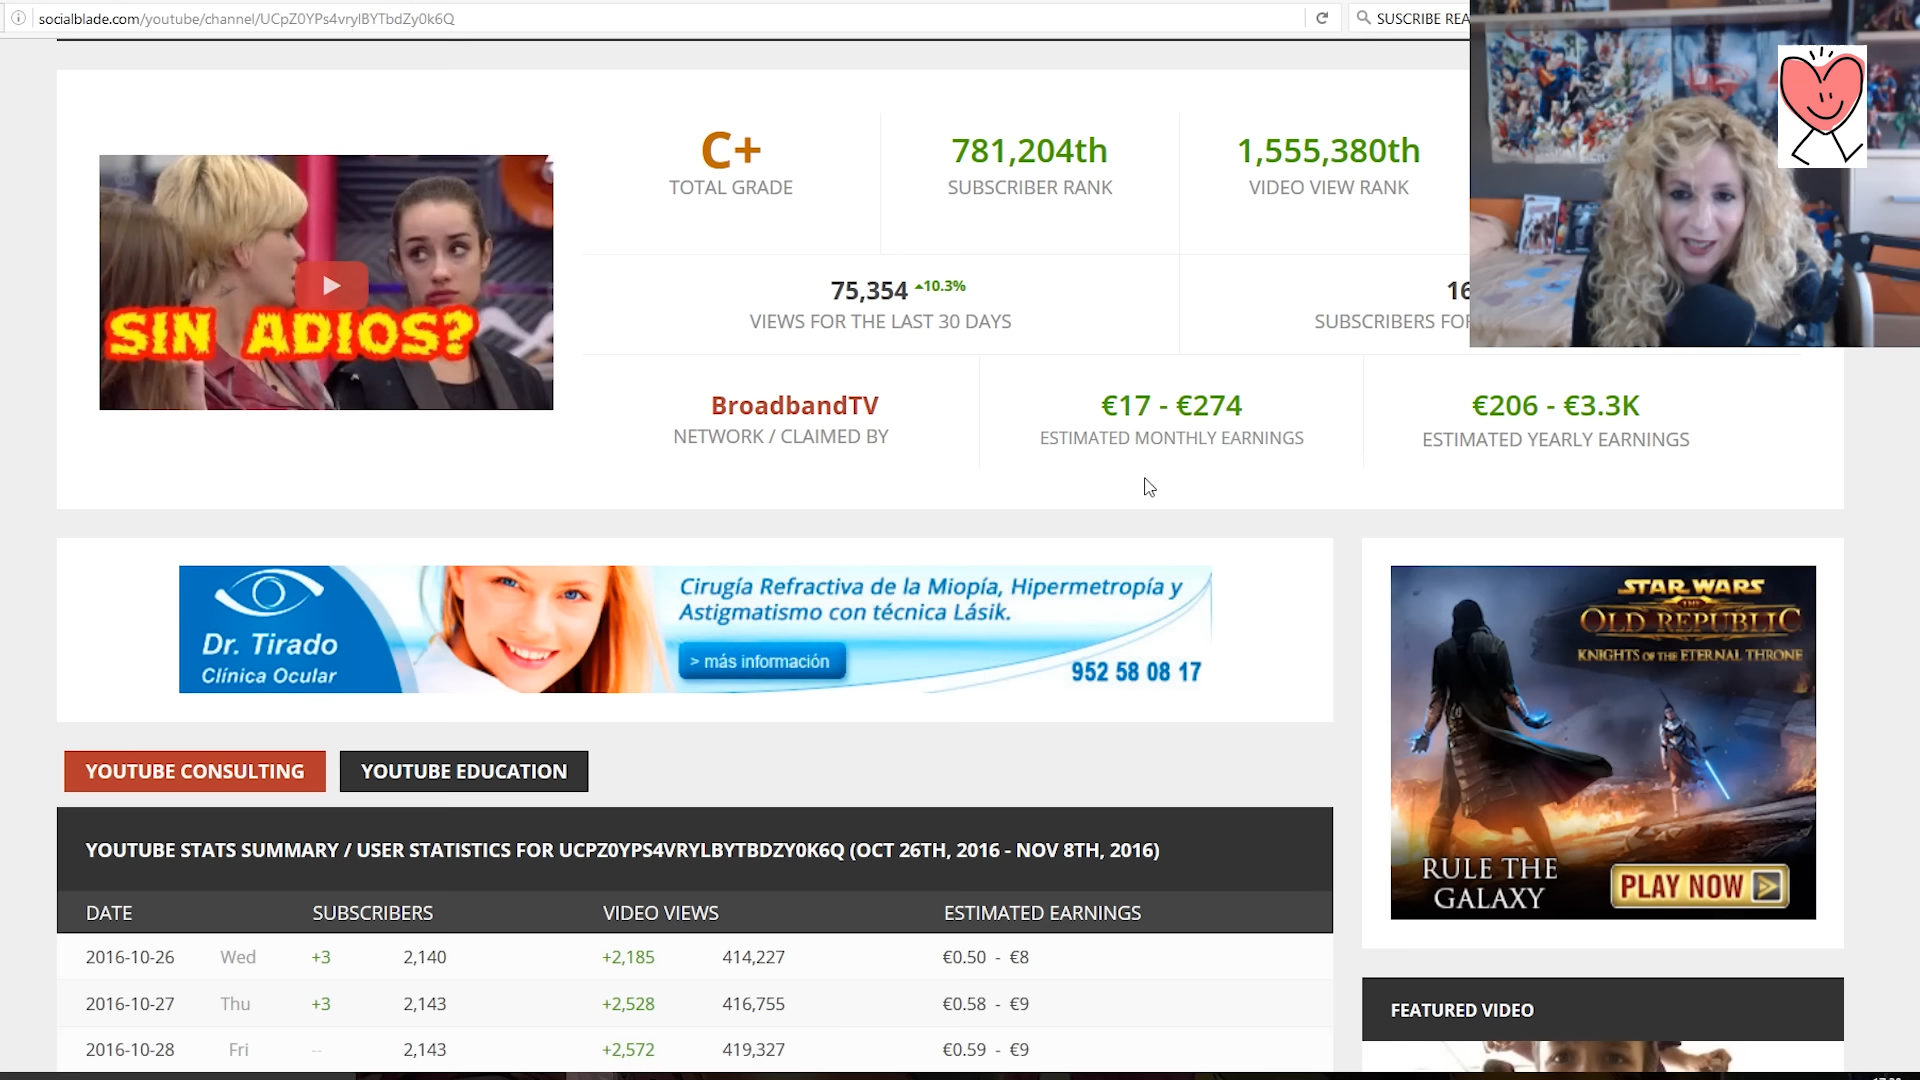 socialblade.com/youtube/channel/UCpZ0YPs4vrylBYTbdZy0k6Q
SUSCRIBE REA
C+
TOTAL GRADE
781,204th
SUBSCRIBER RANK
1,555,380th
VIDEO VIEW RANK
SIN ADIOS?
75,354 10.3%
VIEWS FOR THE LAST 30 DAYS
16
SUBSCRIBERS FO
BroadbandTV
NETWORK / CLAIMED BY
€17 - €274
ESTIMATED MONTHLY EARNINGS
€206 - €3.3K
ESTIMATED YEARLY EARNINGS
Dr. Tirado
Clínica Ocular
Cirugía Refractiva de la Miopía, Hipermetropía y
Astigmatismo con técnica Lásik.
> más información
952 58 08 17
STAR WARS
THE
OLD REPUBLIC
KNIGHTS OF THE ETERNAL THRONE
RULE THE
GALAXY
PLAY NOW
YOUTUBE CONSULTING
YOUTUBE EDUCATION
YOUTUBE STATS SUMMARY / USER STATISTICS FOR UCPZ0YPS4VRYLBYTBDZY0K6Q (OCT 26TH, 2016 - NOV 8TH, 2016)
DATE SUBSCRIBERS VIDEO VIEWS ESTIMATED EARNINGS
2016-10-26 Wed +3 2,140 +2,185 414,227 €0.50 - €8
2016-10-27 Thu +3 2,143 +2,528 416,755 €0.58 - €9
2016-10-28 Fri -- 2,143 +2,572 419,327 €0.59 - €9
FEATURED VIDEO